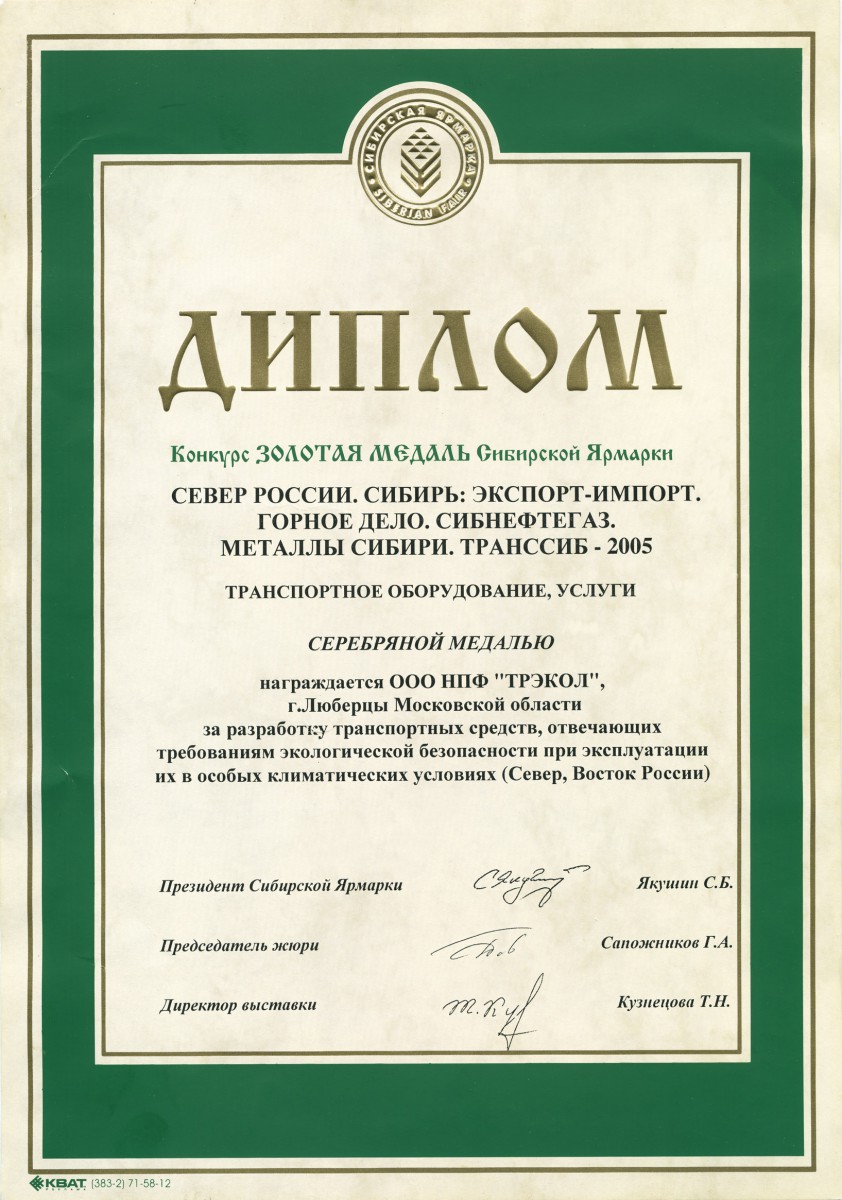 СИБИРСКАЯ ЯРМАРКА
SIBERIAN FAIR
ДИПЛОМ
Конкурс ЗОЛОТАЯ МЕДАЛЬ Сибирской Ярмарки
СЕВЕР РОССИИ. СИБИРЬ: ЭКСПОРТ-ИМПОРТ.
ГОРНОЕ ДЕЛО. СИБНЕФТЕГАЗ.
МЕТАЛЛЫ СИБИРИ. ТРАНССИБ - 2005
ТРАНСПОРТНОЕ ОБОРУДОВАНИЕ, УСЛУГИ
СЕРЕБРЯНОЙ МЕДАЛЬЮ
награждается ООО НПФ "ТРЭКОЛ",
г.Люберцы Московской области
за разработку транспортных средств, отвечающих
требованиям экологической безопасности при эксплуатации
их в особых климатических условиях (Север, Восток России)
Президент Сибирской Ярмарки Якушин С.Б.
Председатель жюри Сапожников Г.А.
Директор выставки Кузнецова Т.Н.
КВАТ (383-2) 71-58-12